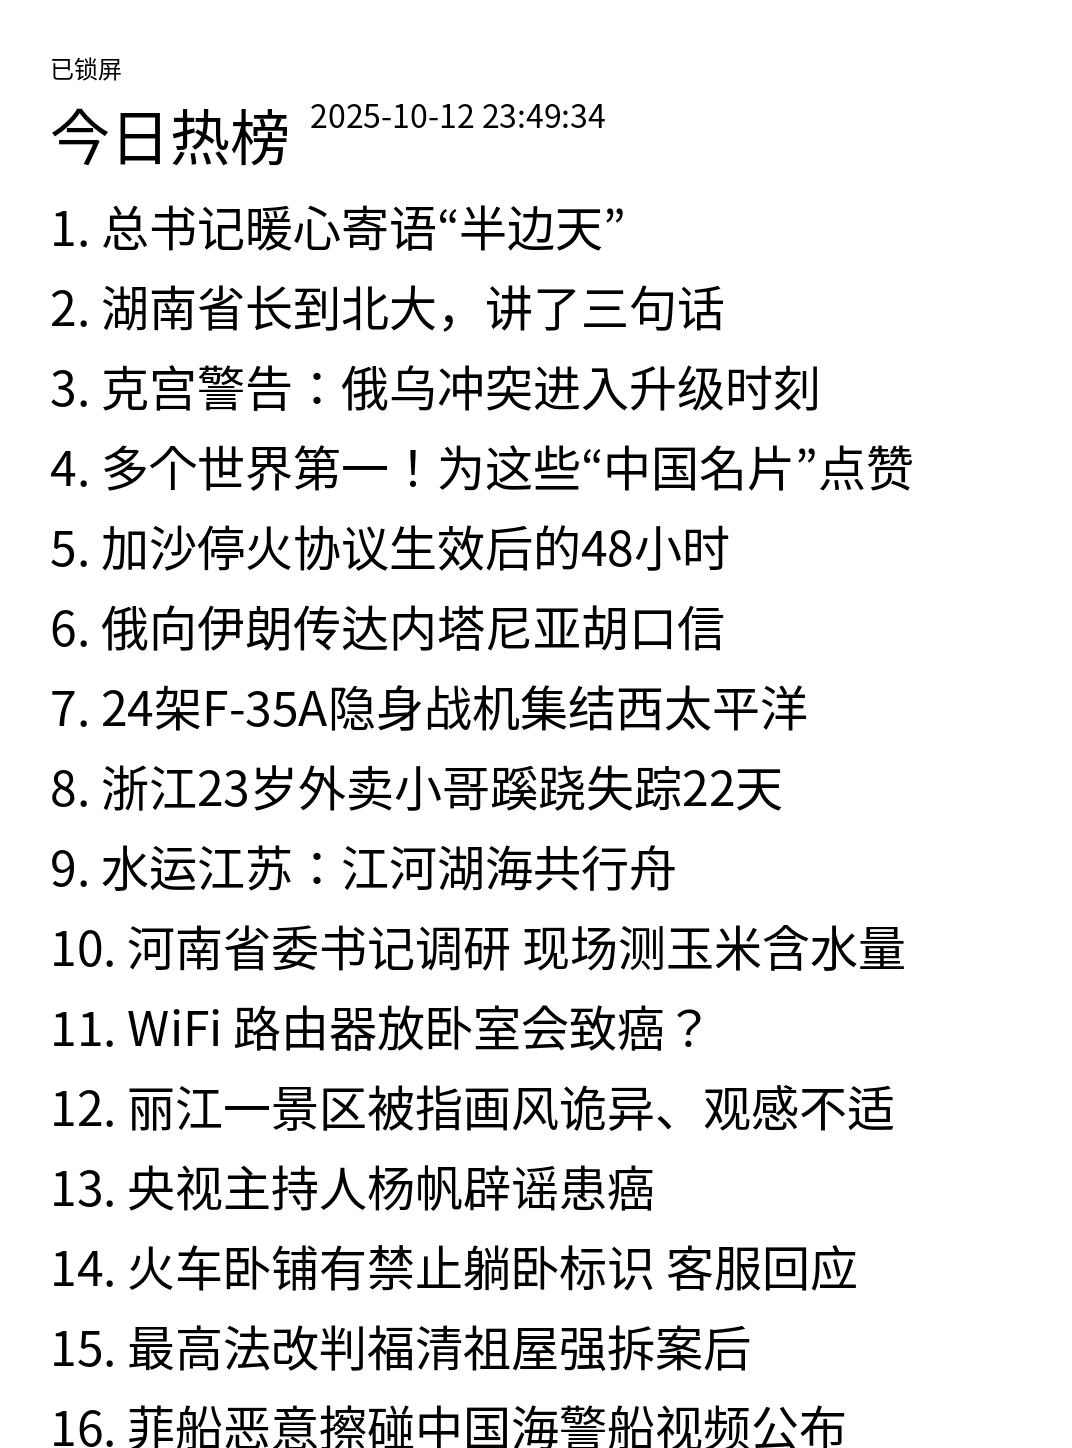 已锁屏
今日热榜 2025-10-12 23:49:34
1. 总书记暖心寄语“半边天”
2. 湖南省长到北大，讲了三句话
3. 克宫警告：俄乌冲突进入升级时刻
4. 多个世界第一！为这些“中国名片”点赞
5. 加沙停火协议生效后的48小时
6. 俄向伊朗传达内塔尼亚胡口信
7. 24架F-35A隐身战机集结西太平洋
8. 浙江23岁外卖小哥蹊跷失踪22天
9. 水运江苏：江河湖海共行舟
10. 河南省委书记调研 现场测玉米含水量
11. WiFi 路由器放卧室会致癌？
12. 丽江一景区被指画风诡异、观感不适
13. 央视主持人杨帆辟谣患癌
14. 火车卧铺有禁止躺卧标识 客服回应
15. 最高法改判福清祖屋强拆案后
16. 菲船恶意擦碰中国海警船视频公布